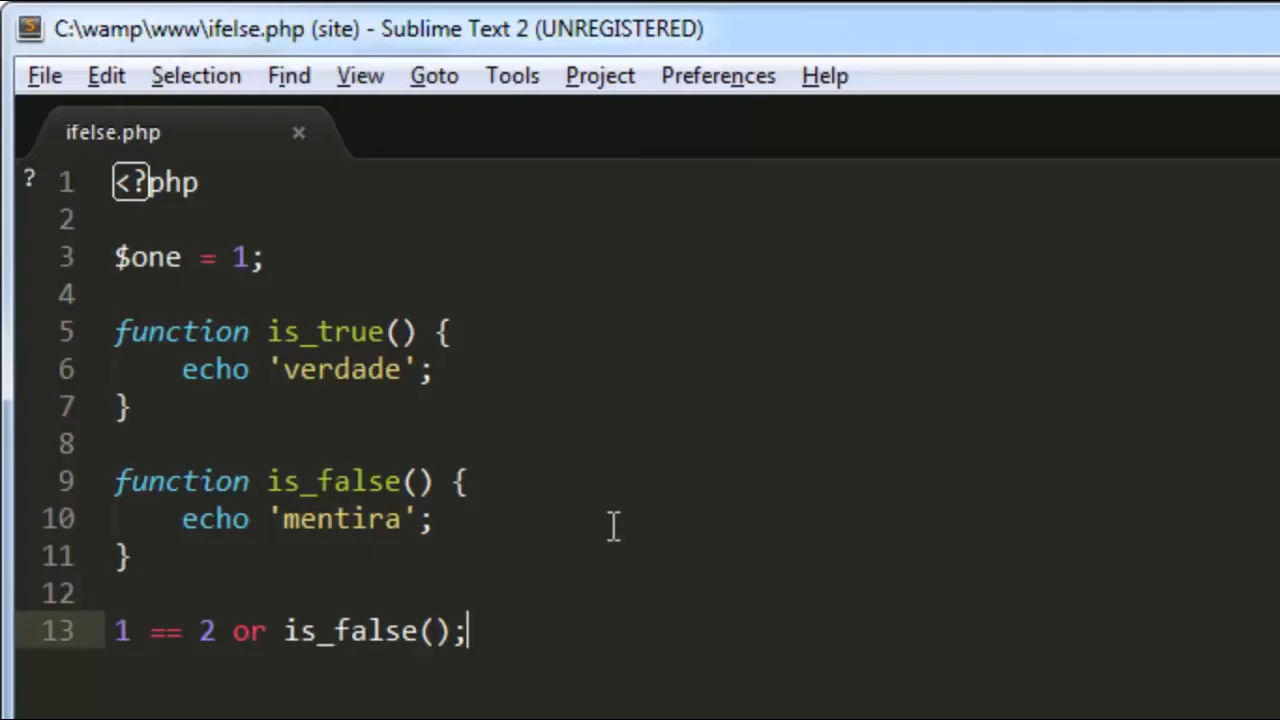 C:\wamp\www\ifelse.php (site) - Sublime Text 2 (UNREGISTERED)
File Edit Selection Find View Goto Tools Project Preferences Help
ifelse.php ×
? 1 <?php
2
3 $one = 1;
4
5 function is_true() {
6     echo 'verdade';
7 }
8
9 function is_false() {
10     echo 'mentira';
11 }
12
13 1 == 2 or is_false();